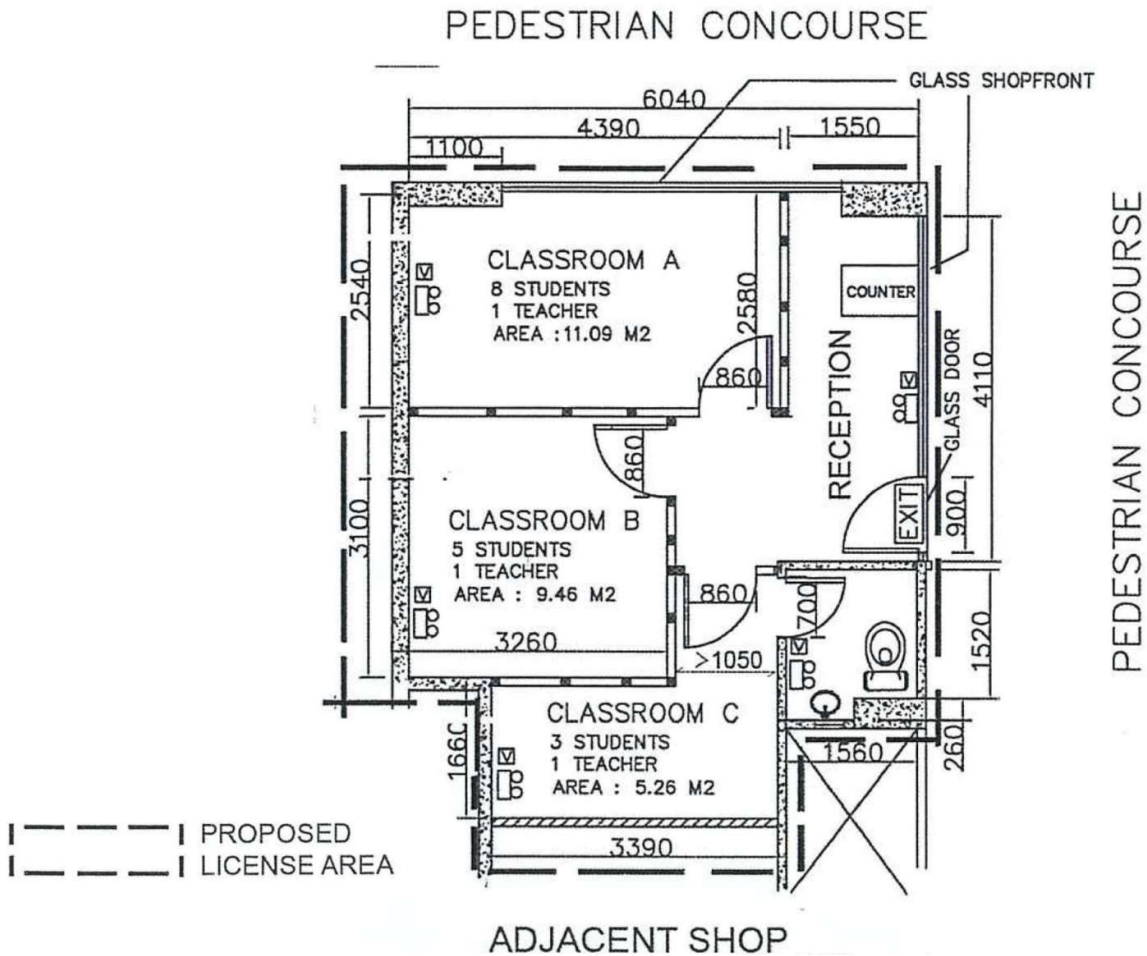 PEDESTRIAN CONCOURSE
GLASS SHOPFRONT
6040
4390
1550
1100
PEDESTRIAN CONCOURSE
2540
CLASSROOM A
8 STUDENTS
1 TEACHER
AREA :11.09 M2
2580
860
COUNTER
RECEPTION
V
V
GLASS DOOR
4110
860
3100
CLASSROOM B
5 STUDENTS
1 TEACHER
AREA : 9.46 M2
V
3260
EXIT
900
860
700
>1050
V
1520
CLASSROOM C
3 STUDENTS
1 TEACHER
AREA : 5.26 M2
V
1660
1560
260
3390
PROPOSED
LICENSE AREA
ADJACENT SHOP